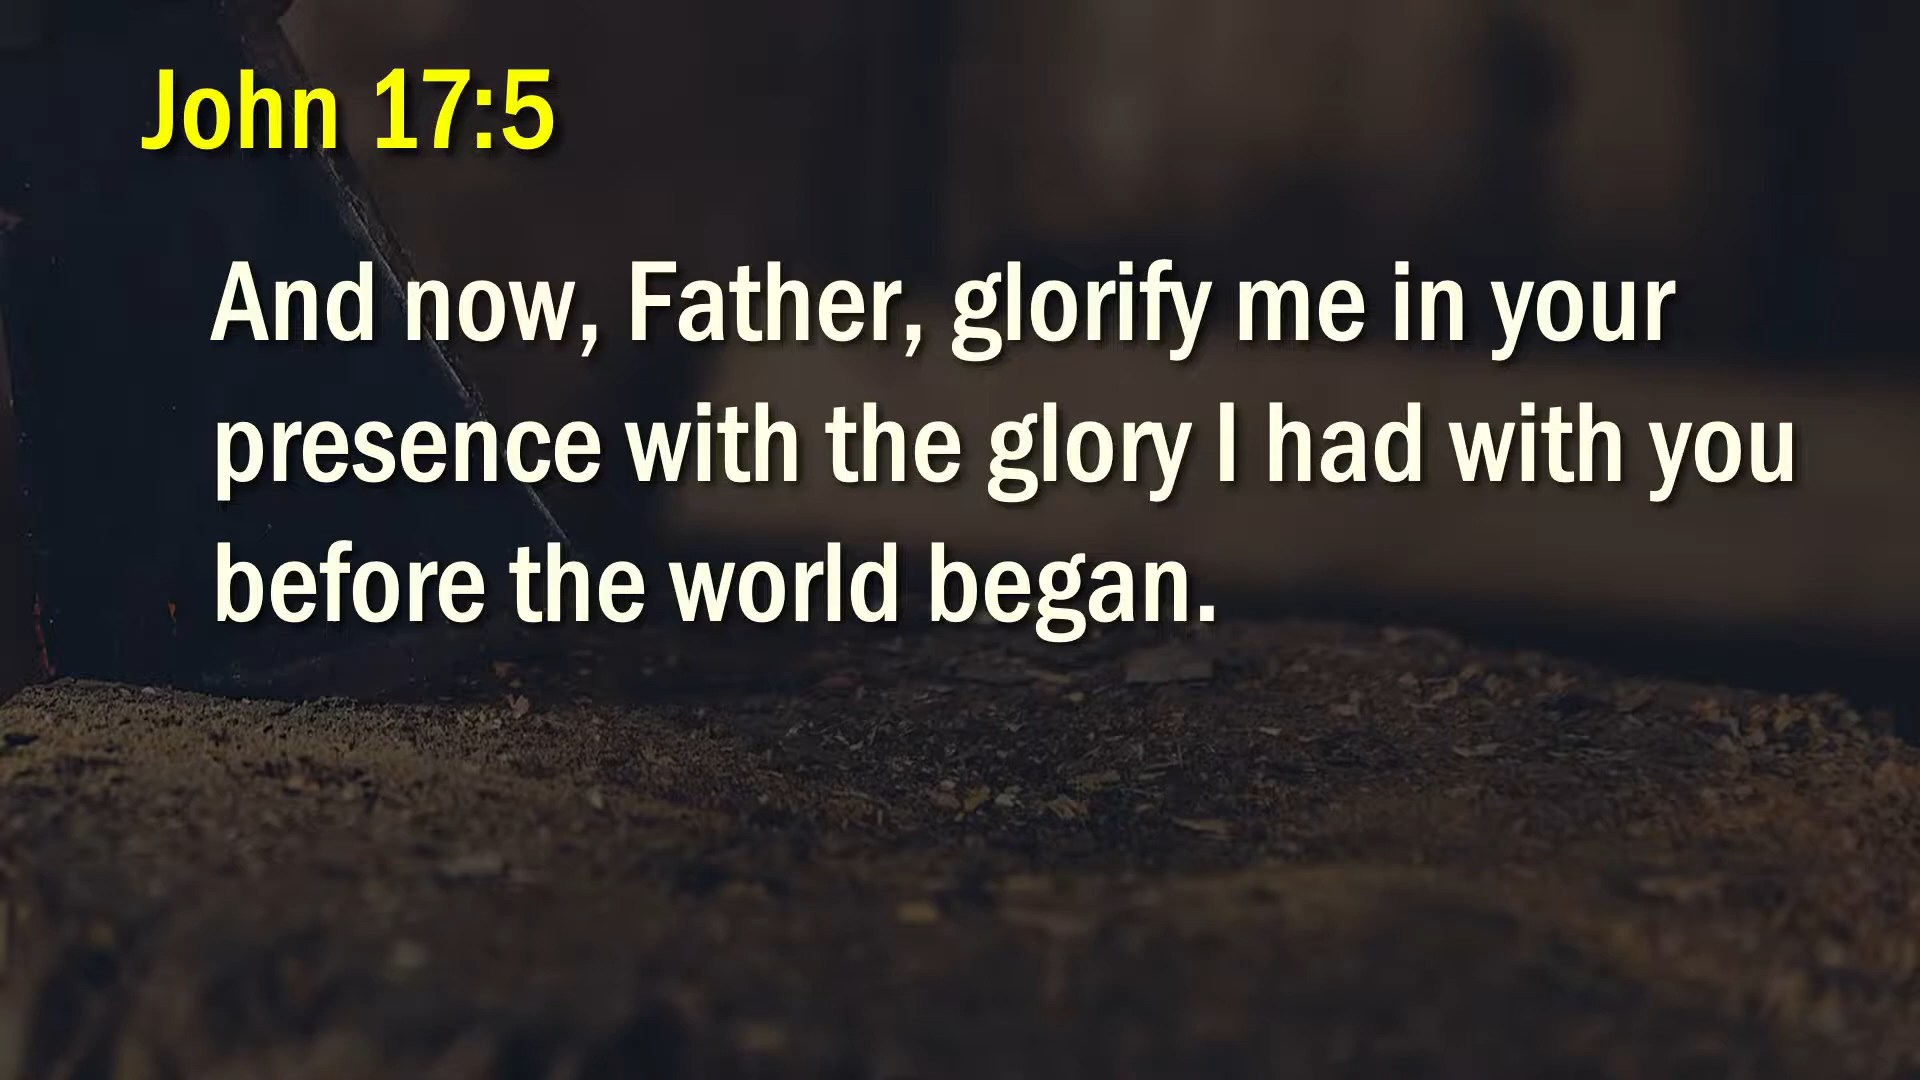 John 17:5
And now, Father, glorify me in your
presence with the glory I had with you
before the world began.